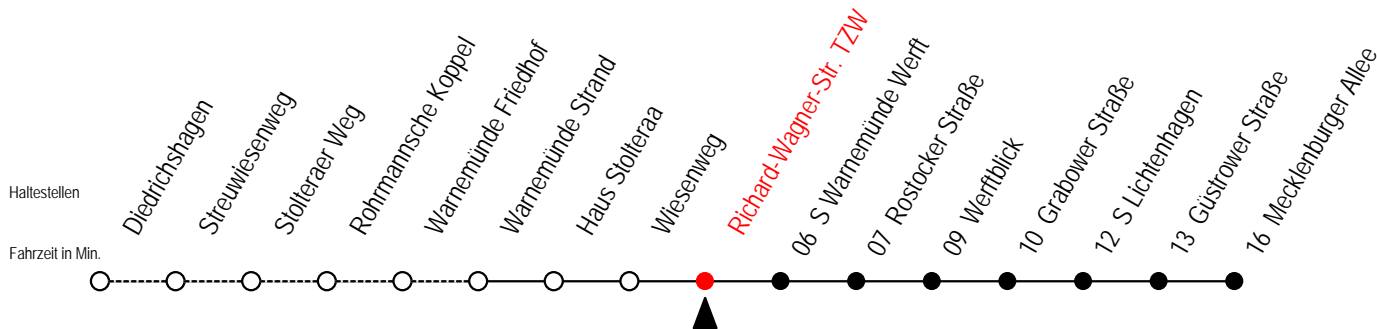 Haltestellen
Fahrzeit in Min.
Diedrichshagen
Streuwiesenweg
Stolteraer Weg
Rohrmannsche Koppel
Warnemünde Friedhof
Warnemünde Strand
Haus Stolteraa
Wiesenweg
Richard-Wagner-Str. TZW
06 S Warnemünde Werft
07 Rostocker Straße
09 Werftblick
10 Grabower Straße
12 S Lichtenhagen
13 Güstrower Straße
16 Mecklenburger Allee